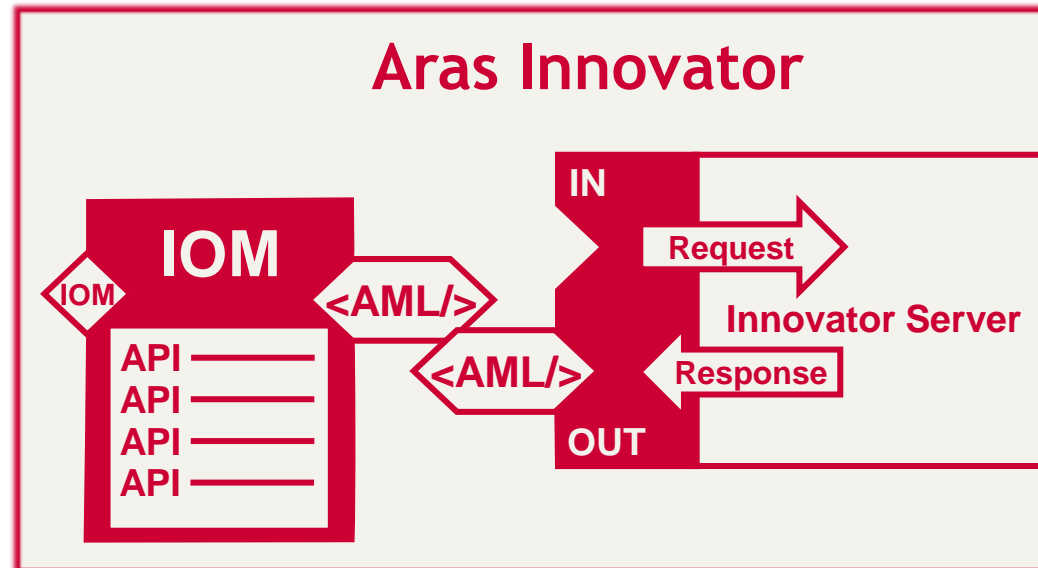 Aras Innovator
IOM
IOM
API
API
API
API
<AML/>
<AML/>
IN
Request
Innovator Server
Response
OUT